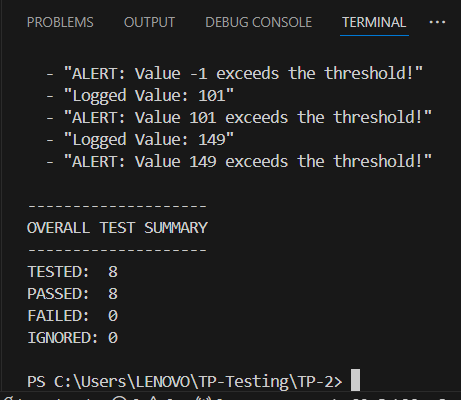 PROBLEMS OUTPUT DEBUG CONSOLE TERMINAL ···
- "ALERT: Value -1 exceeds the threshold!"
- "Logged Value: 101"
- "ALERT: Value 101 exceeds the threshold!"
- "Logged Value: 149"
- "ALERT: Value 149 exceeds the threshold!"
--------------------
OVERALL TEST SUMMARY
--------------------
TESTED: 8
PASSED: 8
FAILED: 0
IGNORED: 0
PS C:\Users\LENOVO\TP-Testing\TP-2>